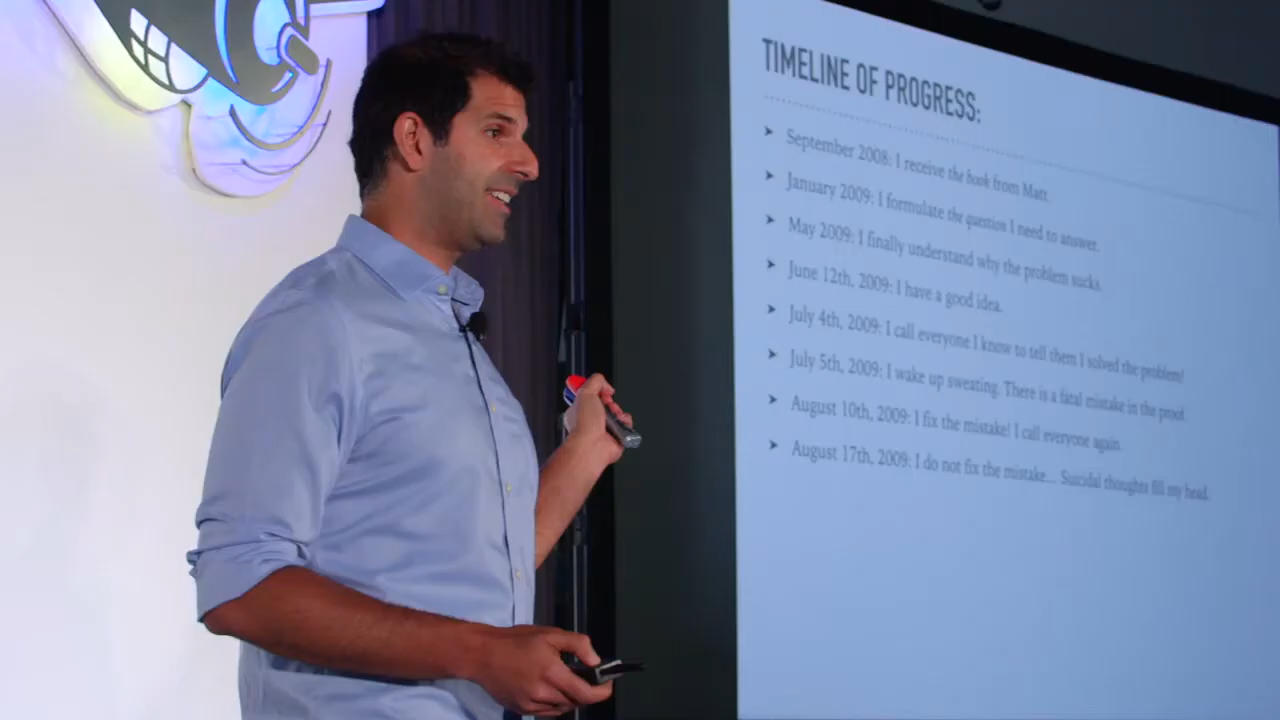 TIMELINE OF PROGRESS:
➤ September 2008: I receive the book from Matt.
➤ January 2009: I formulate the question I need to answer.
➤ May 2009: I finally understand why the problem sucks.
➤ June 12th, 2009: I have a good idea.
➤ July 4th, 2009: I call everyone I know to tell them I solved the problem!
➤ July 5th, 2009: I wake up sweating. There is a fatal mistake in the proof.
➤ August 10th, 2009: I fix the mistake! I call everyone again.
➤ August 17th, 2009: I do not fix the mistake... Suicidal thoughts fill my head.